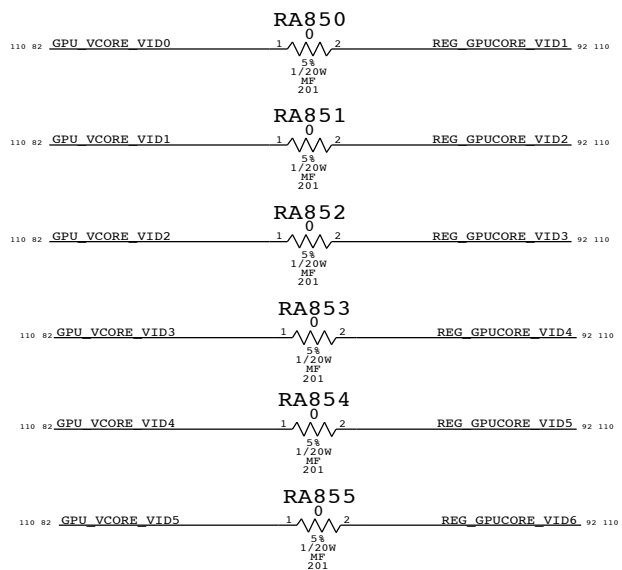 RA850
0
110 82 GPU_VCORE_VID0 1 2 REG_GPUCORE_VID1 92 110
5%
1/20W
MF
201
RA851
0
110 82 GPU_VCORE_VID1 1 2 REG_GPUCORE_VID2 92 110
5%
1/20W
MF
201
RA852
0
110 82 GPU_VCORE_VID2 1 2 REG_GPUCORE_VID3 92 110
5%
1/20W
MF
201
RA853
0
110 82 GPU_VCORE_VID3 1 2 REG_GPUCORE_VID4 92 110
5%
1/20W
MF
201
RA854
0
110 82 GPU_VCORE_VID4 1 2 REG_GPUCORE_VID5 92 110
5%
1/20W
MF
201
RA855
0
110 82 GPU_VCORE_VID5 1 2 REG_GPUCORE_VID6 92 110
5%
1/20W
MF
201